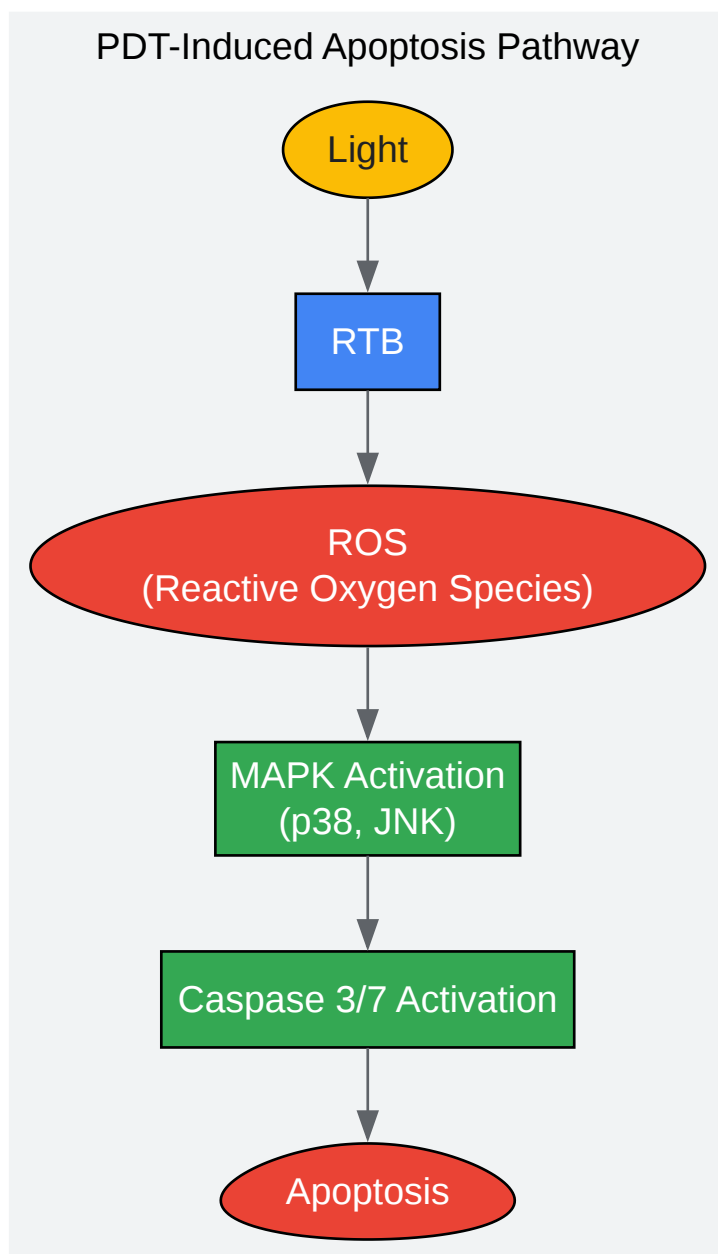 PDT-Induced Apoptosis Pathway
Light
RTB
ROS
(Reactive Oxygen Species)
MAPK Activation
(p38, JNK)
Caspase 3/7 Activation
Apoptosis